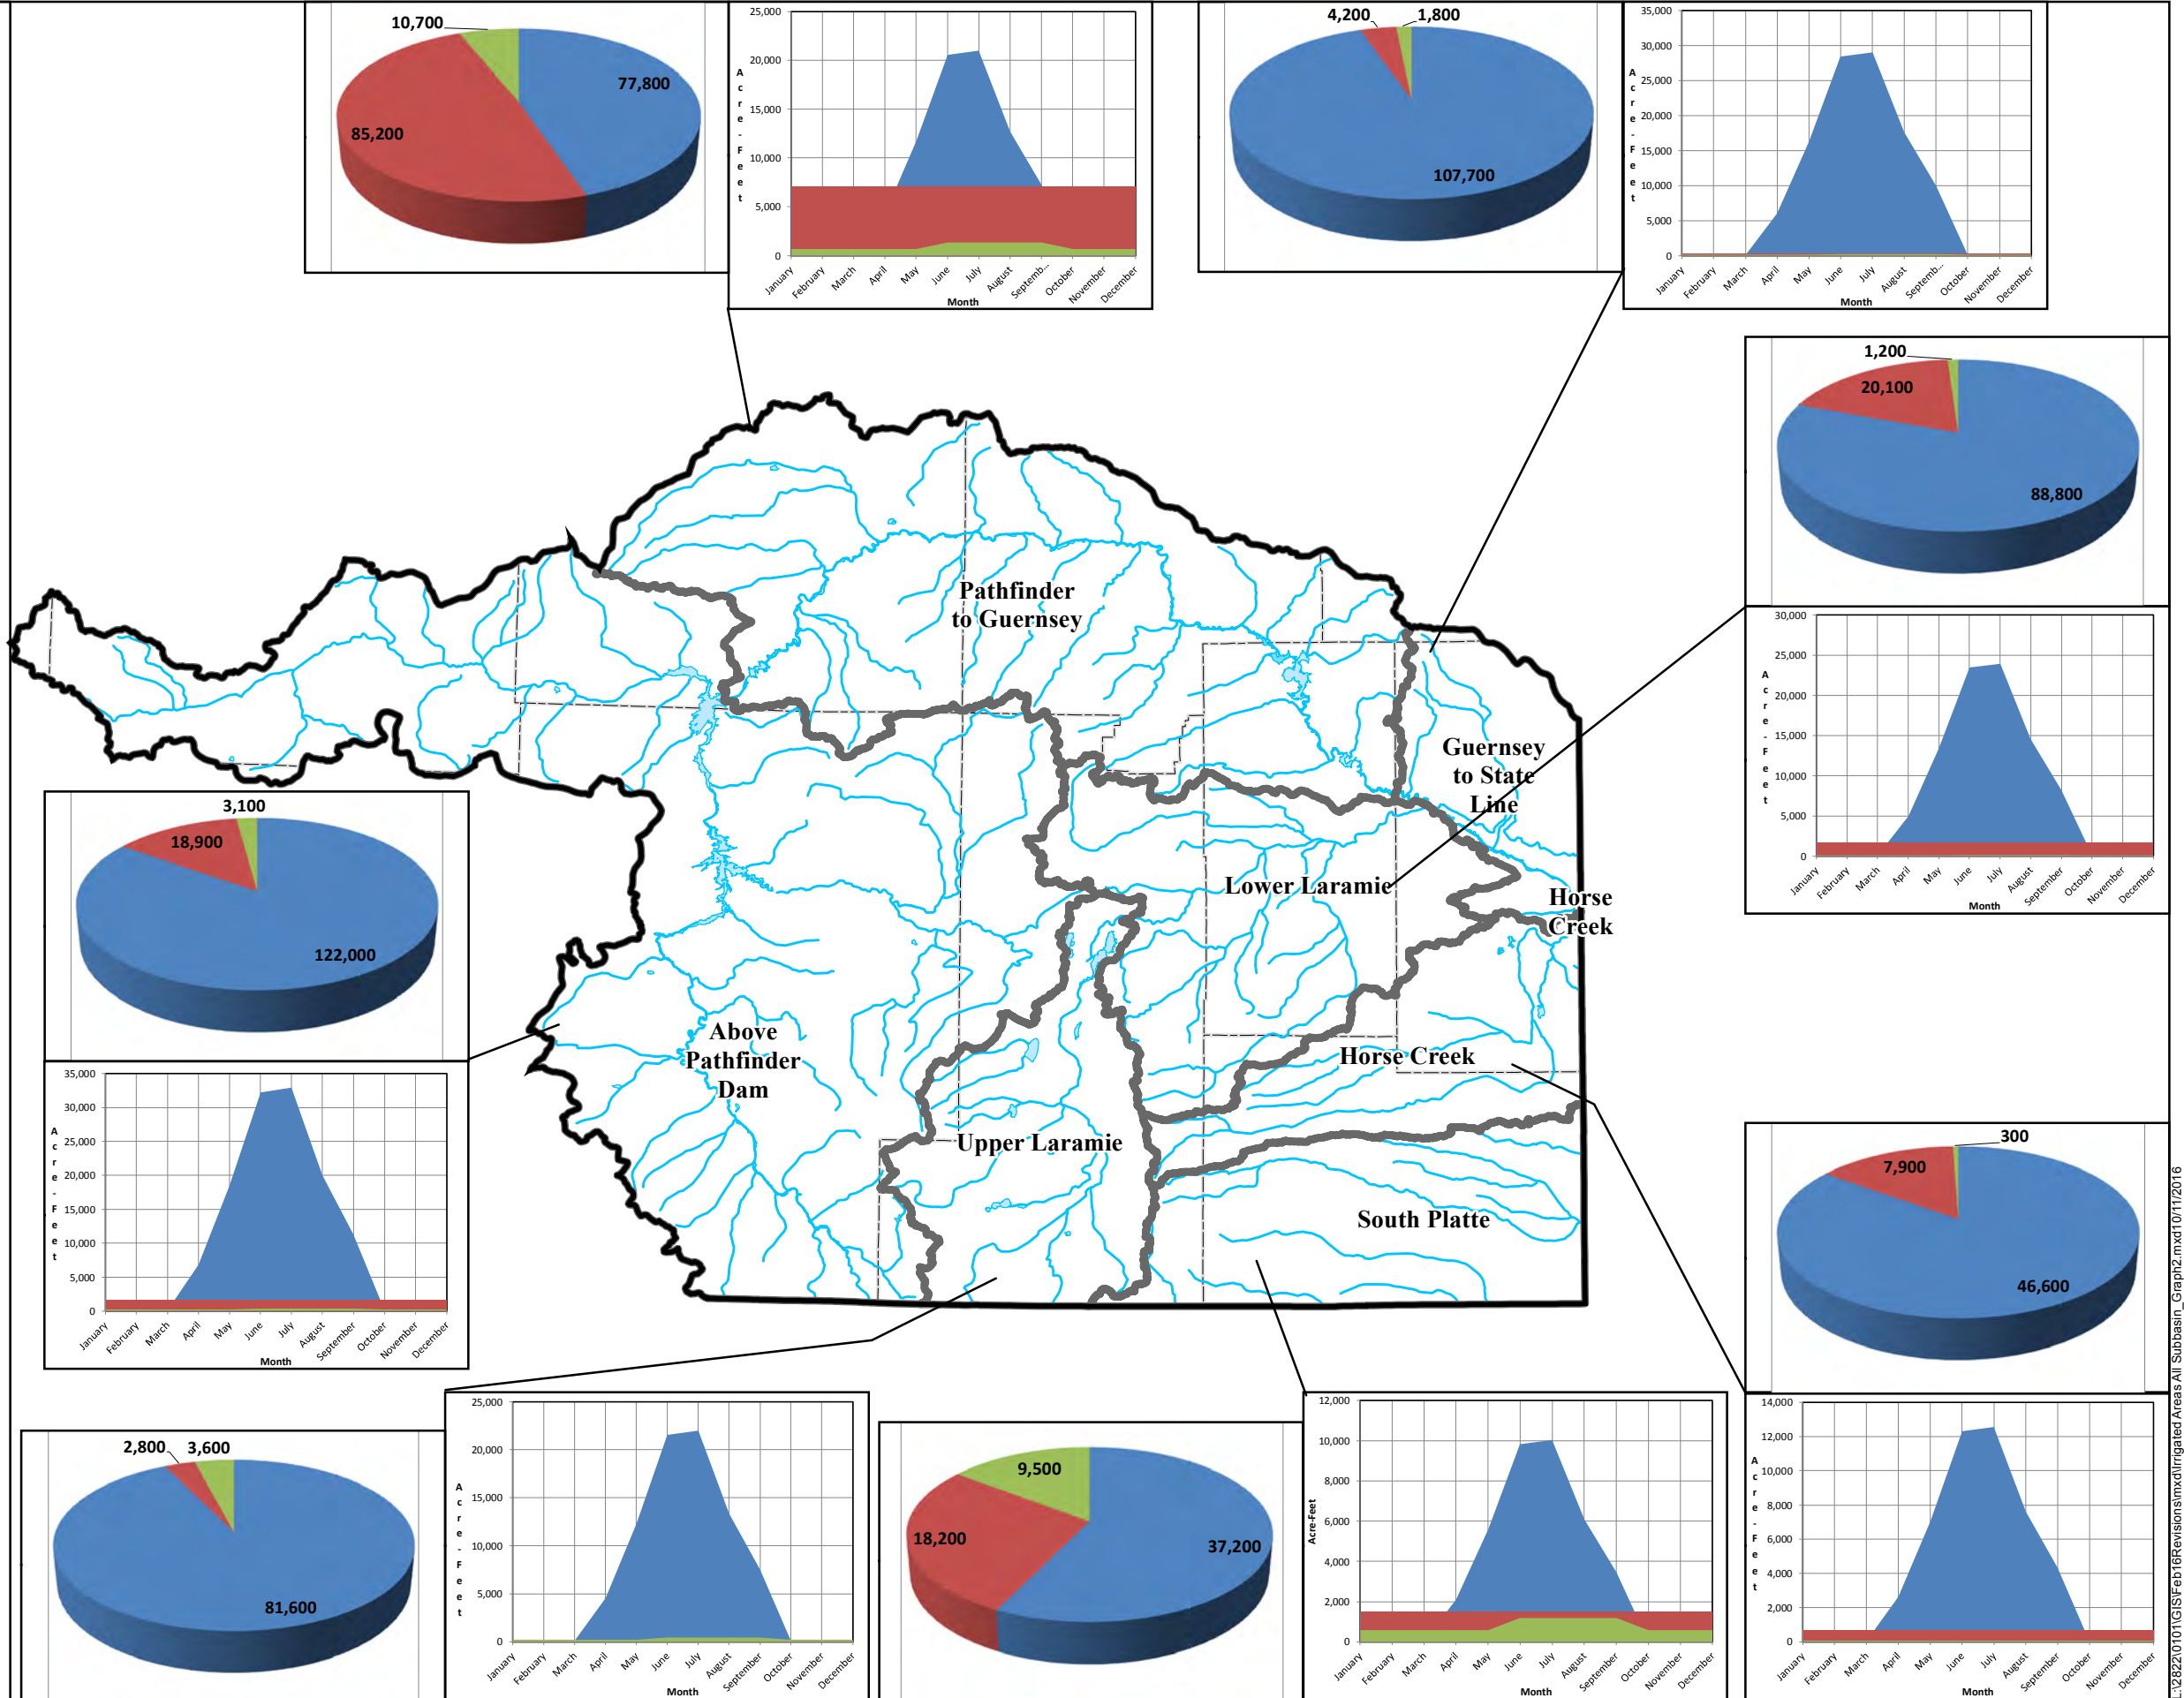 10,700
77,800
85,200
25,000
20,000
15,000
10,000
5,000
0
Acre-Feet
January
February
March
April
May
June
July
August
Septemb...
October
November
December
Month
4,200
1,800
107,700
35,000
30,000
25,000
20,000
15,000
10,000
5,000
0
Acre-Feet
January
February
March
April
May
June
July
August
Septemb...
October
November
December
Month
1,200
20,100
88,800
30,000
25,000
20,000
15,000
10,000
5,000
0
Acre-Feet
January
February
March
April
May
June
July
August
September
October
November
December
Month
Pathfinder
to Guernsey
Guernsey
to State
Line
Lower Laramie
Horse
Creek
Above
Pathfinder
Dam
Horse Creek
Upper Laramie
South Platte
3,100
18,900
122,000
35,000
30,000
25,000
20,000
15,000
10,000
5,000
0
Acre-Feet
January
February
March
April
May
June
July
August
September
October
November
December
Month
300
7,900
46,600
14,000
12,000
10,000
8,000
6,000
4,000
2,000
0
Acre-Feet
January
February
March
April
May
June
July
August
September
October
November
December
Month
2,800
3,600
81,600
25,000
20,000
15,000
10,000
5,000
0
Acre-Feet
January
February
March
April
May
June
July
August
September
October
November
December
Month
9,500
18,200
37,200
12,000
10,000
8,000
6,000
4,000
2,000
0
Acre-Feet
January
February
March
April
May
June
July
August
September
October
November
December
Month
:\2822\0101\GIS\Feb16Revisions\mxd\Irrigated Areas All Subbasin_Graph2.mxd10/11/2016